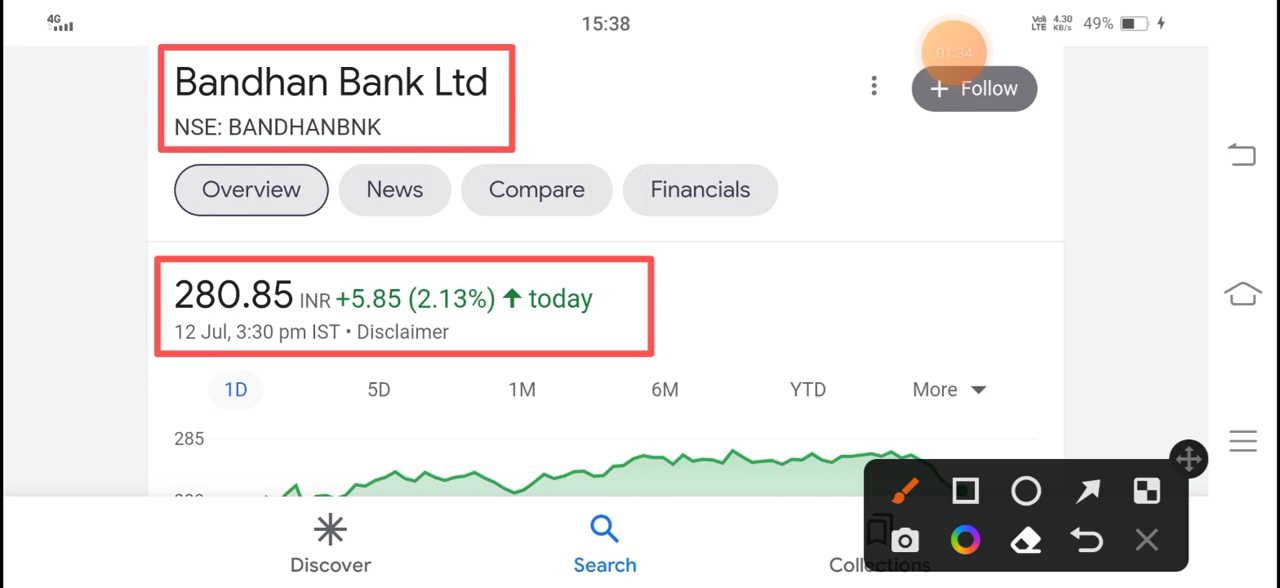 4G
15:38
Voı) LTE
4.30 KB/s
49%
01:34
Bandhan Bank Ltd
NSE: BANDHANBNK
+ Follow
Overview
News
Compare
Financials
280.85 INR +5.85 (2.13%) ↑ today
12 Jul, 3:30 pm IST • Disclaimer
1D
5D
1M
6M
YTD
More
285
Discover
Search
Collections